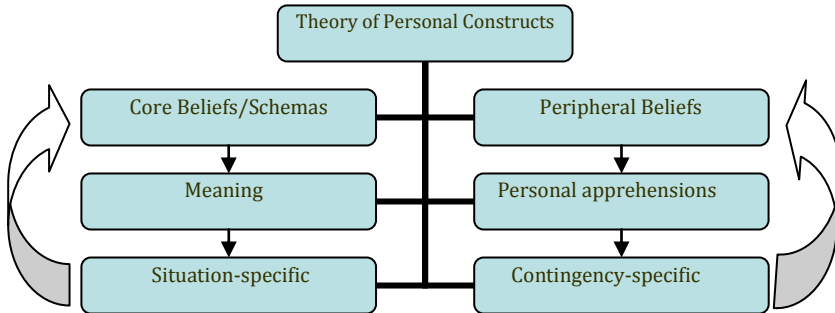 Theory of Personal Constructs
Core Beliefs/Schemas
Peripheral Beliefs
Meaning
Personal apprehensions
Situation-specific
Contingency-specific